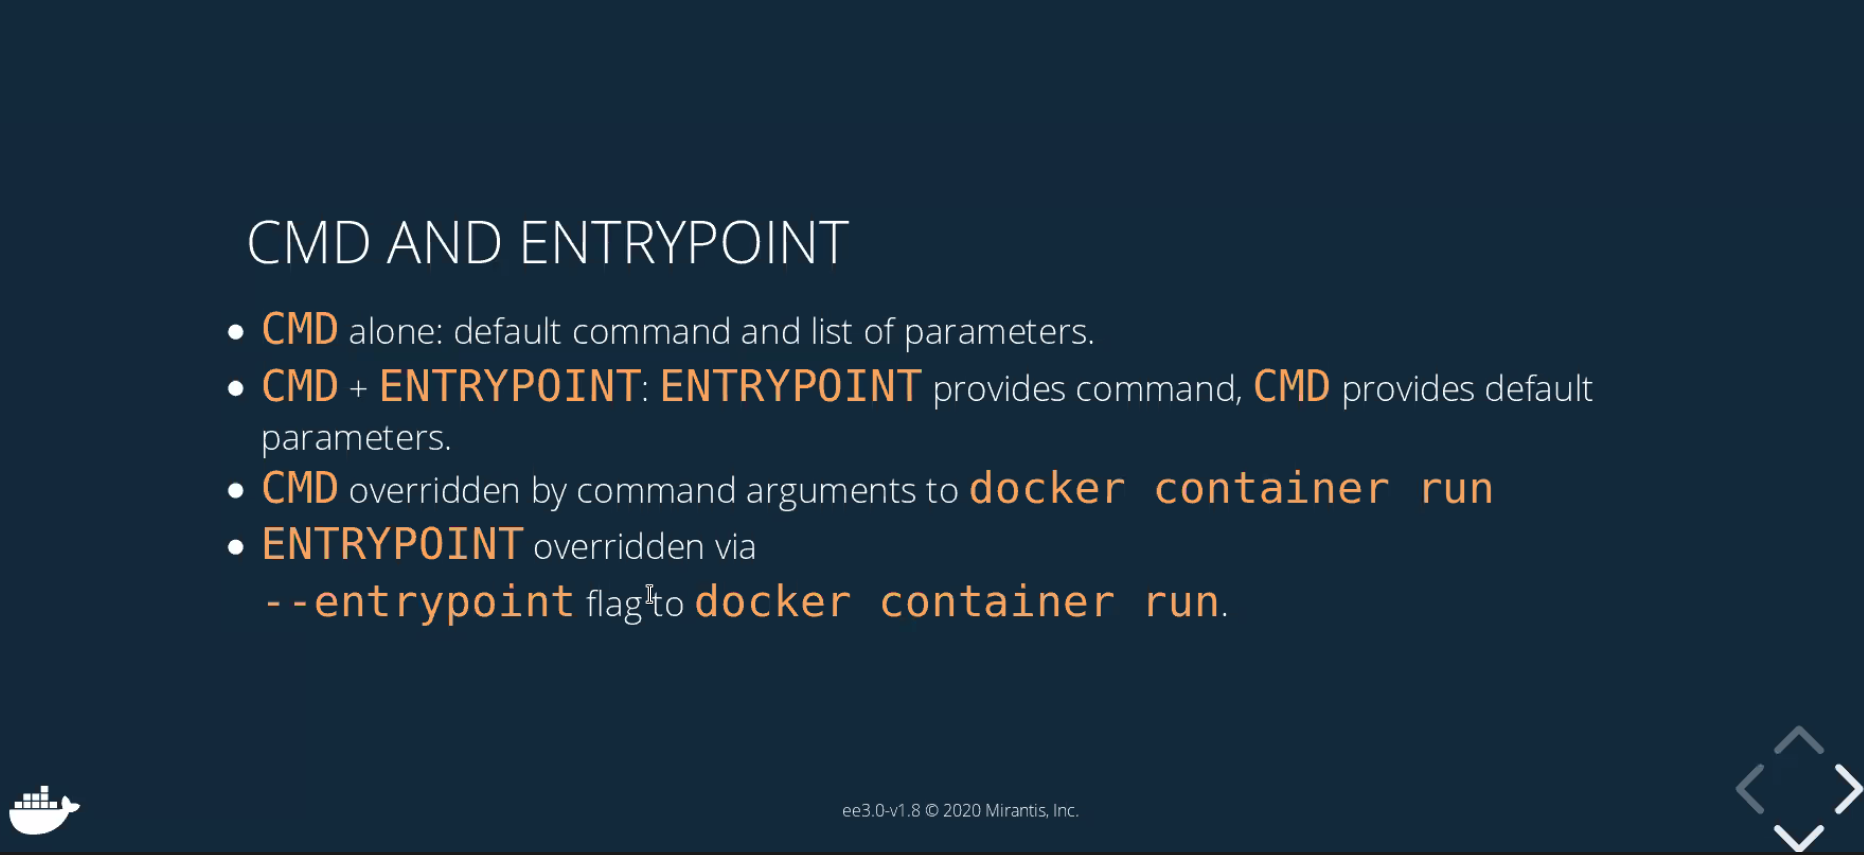 CMD AND ENTRYPOINT
• CMD alone: default command and list of parameters.
• CMD + ENTRYPOINT: ENTRYPOINT provides command, CMD provides default
parameters.
• CMD overridden by command arguments to docker container run
• ENTRYPOINT overridden via
--entrypoint flag to docker container run.
ee3.0-v1.8 © 2020 Mirantis, Inc.